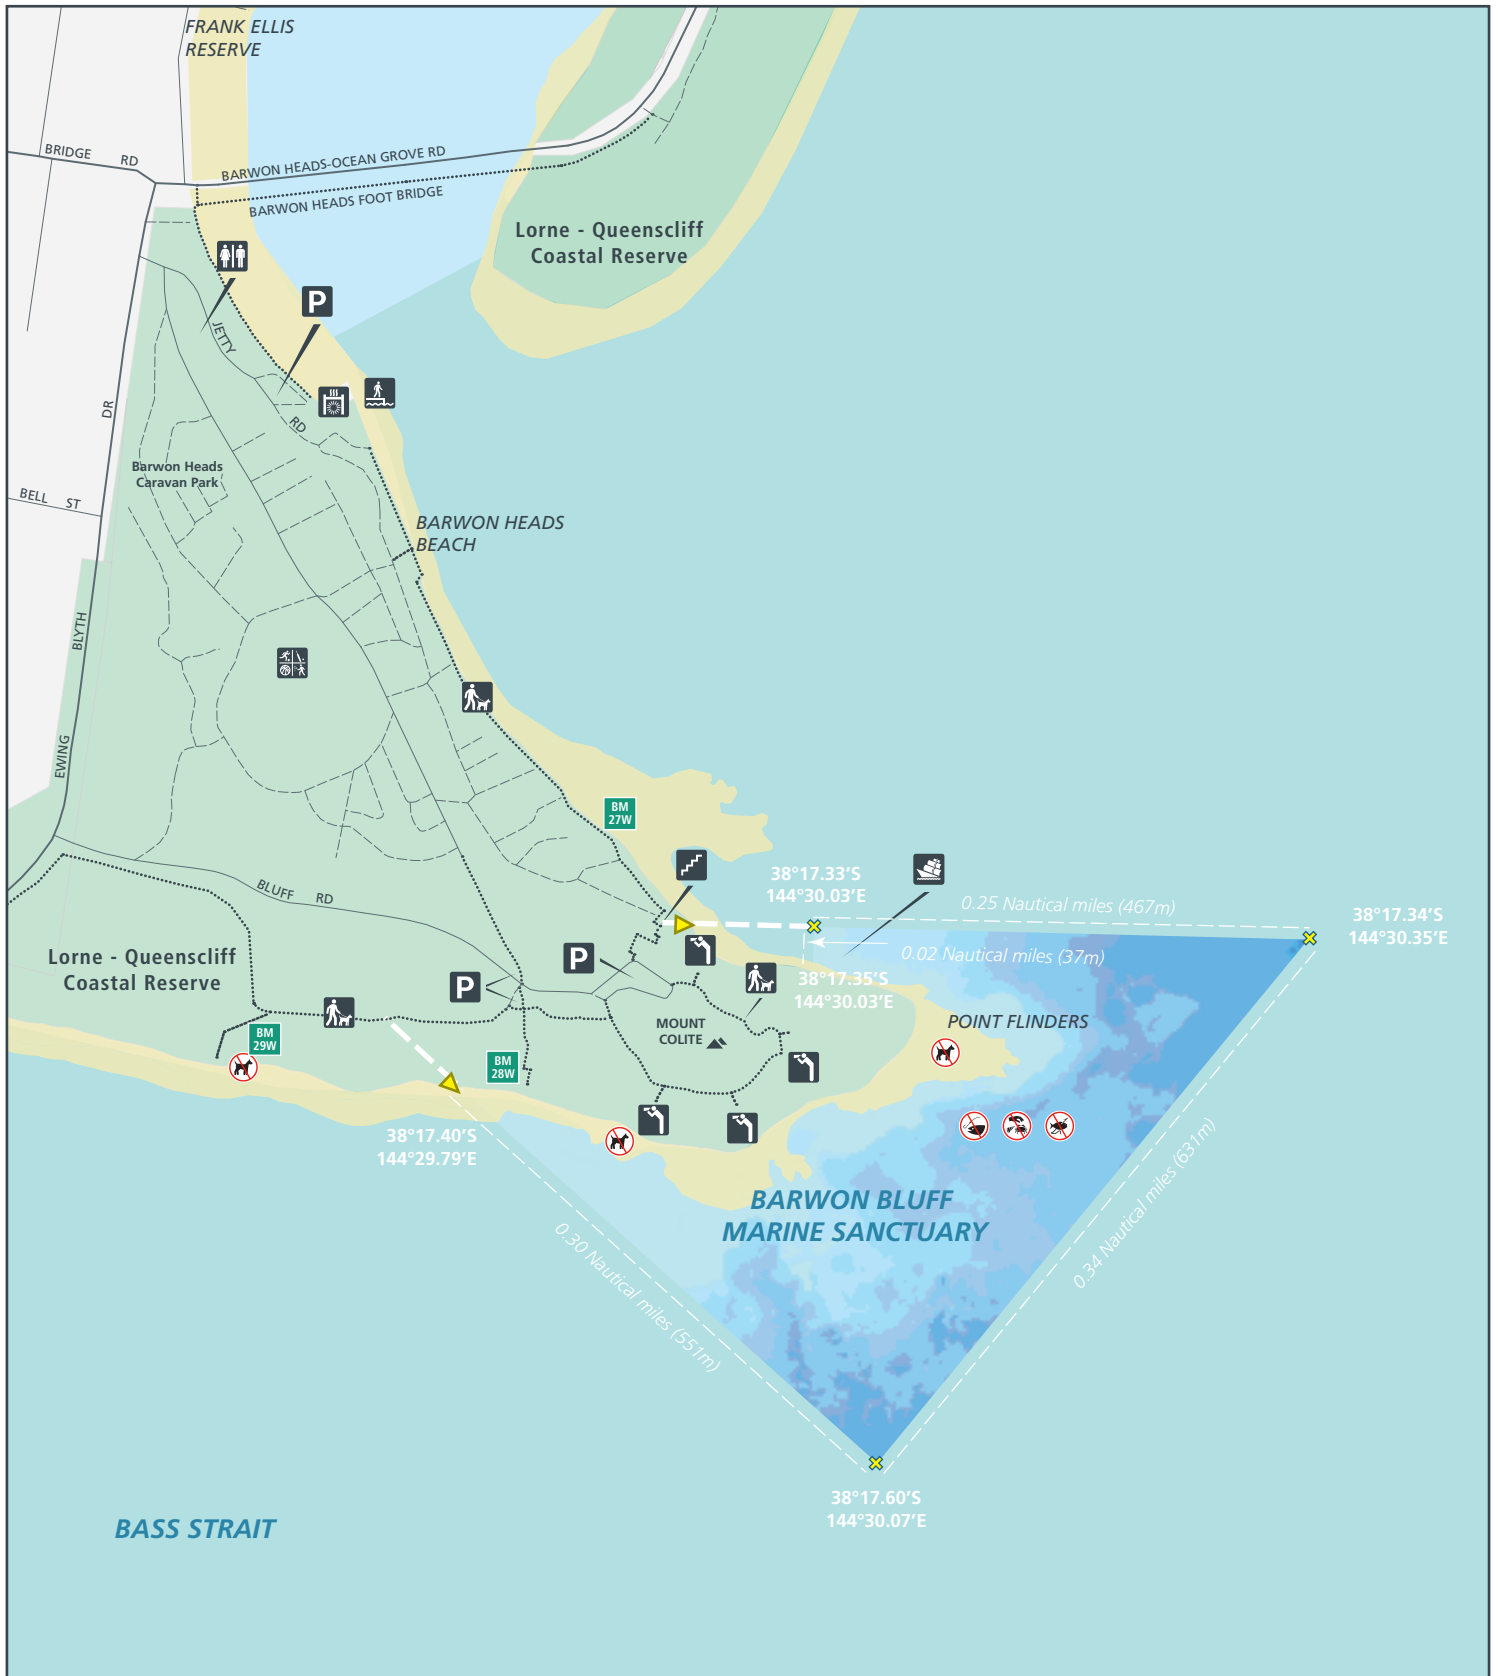 FRANK ELLIS
RESERVE
BRIDGE RD
BARWON HEADS-OCEAN GROVE RD
BARWON HEADS FOOT BRIDGE
Lorne - Queenscliff
Coastal Reserve
P
JETTY
RD
DR
Barwon Heads
Caravan Park
BELL ST
BARWON HEADS
BEACH
BLYTH
EWING
BM
27W
38°17.33'S
144°30.03'E
BLUFF RD
0.25 Nautical miles (467m)
38°17.34'S
144°30.35'E
Lorne - Queenscliff
Coastal Reserve
P
P
0.02 Nautical miles (37m)
38°17.35'S
144°30.03'E
MOUNT
COLITE
POINT FLINDERS
BM
29W
BM
28W
38°17.40'S
144°29.79'E
BARWON BLUFF
MARINE SANCTUARY
0.34 Nautical miles (631m)
0.30 Nautical miles (551m)
38°17.60'S
144°30.07'E
BASS STRAIT